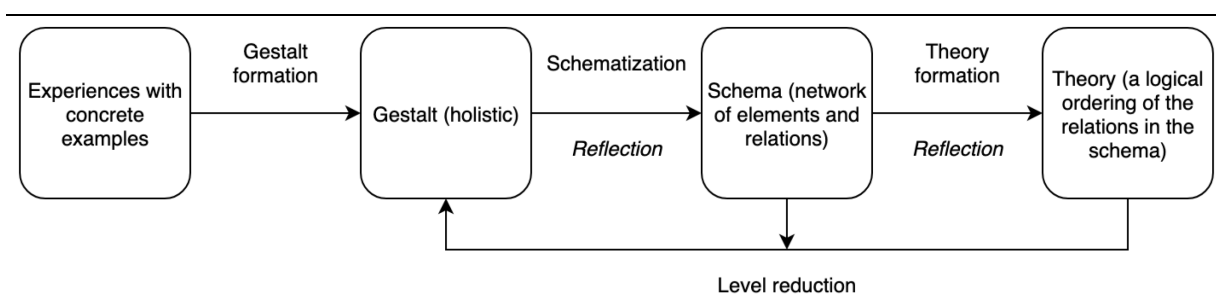 Experiences with
concrete
examples
Gestalt
formation
Gestalt (holistic)
Schematization
Reflection
Schema (network
of elements and
relations)
Theory
formation
Reflection
Theory (a logical
ordering of the
relations in the
schema)
Level reduction